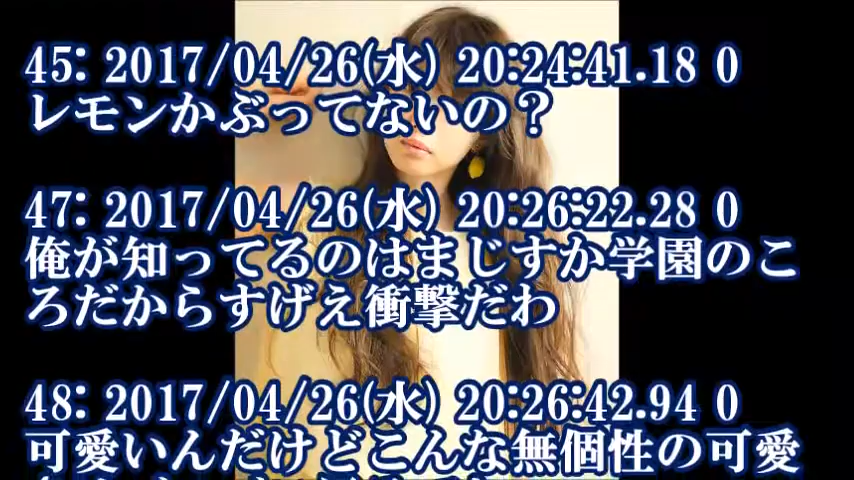 45: 2017/04/26(水) 20:24:41.18 0
レモンかぶってないの？
47: 2017/04/26(水) 20:26:22.28 0
俺が知ってるのはまじすか学園のこ
ろだからすげえ衝撃だわ
48: 2017/04/26(水) 20:26:42.94 0
可愛いんだけどこんな無個性の可愛